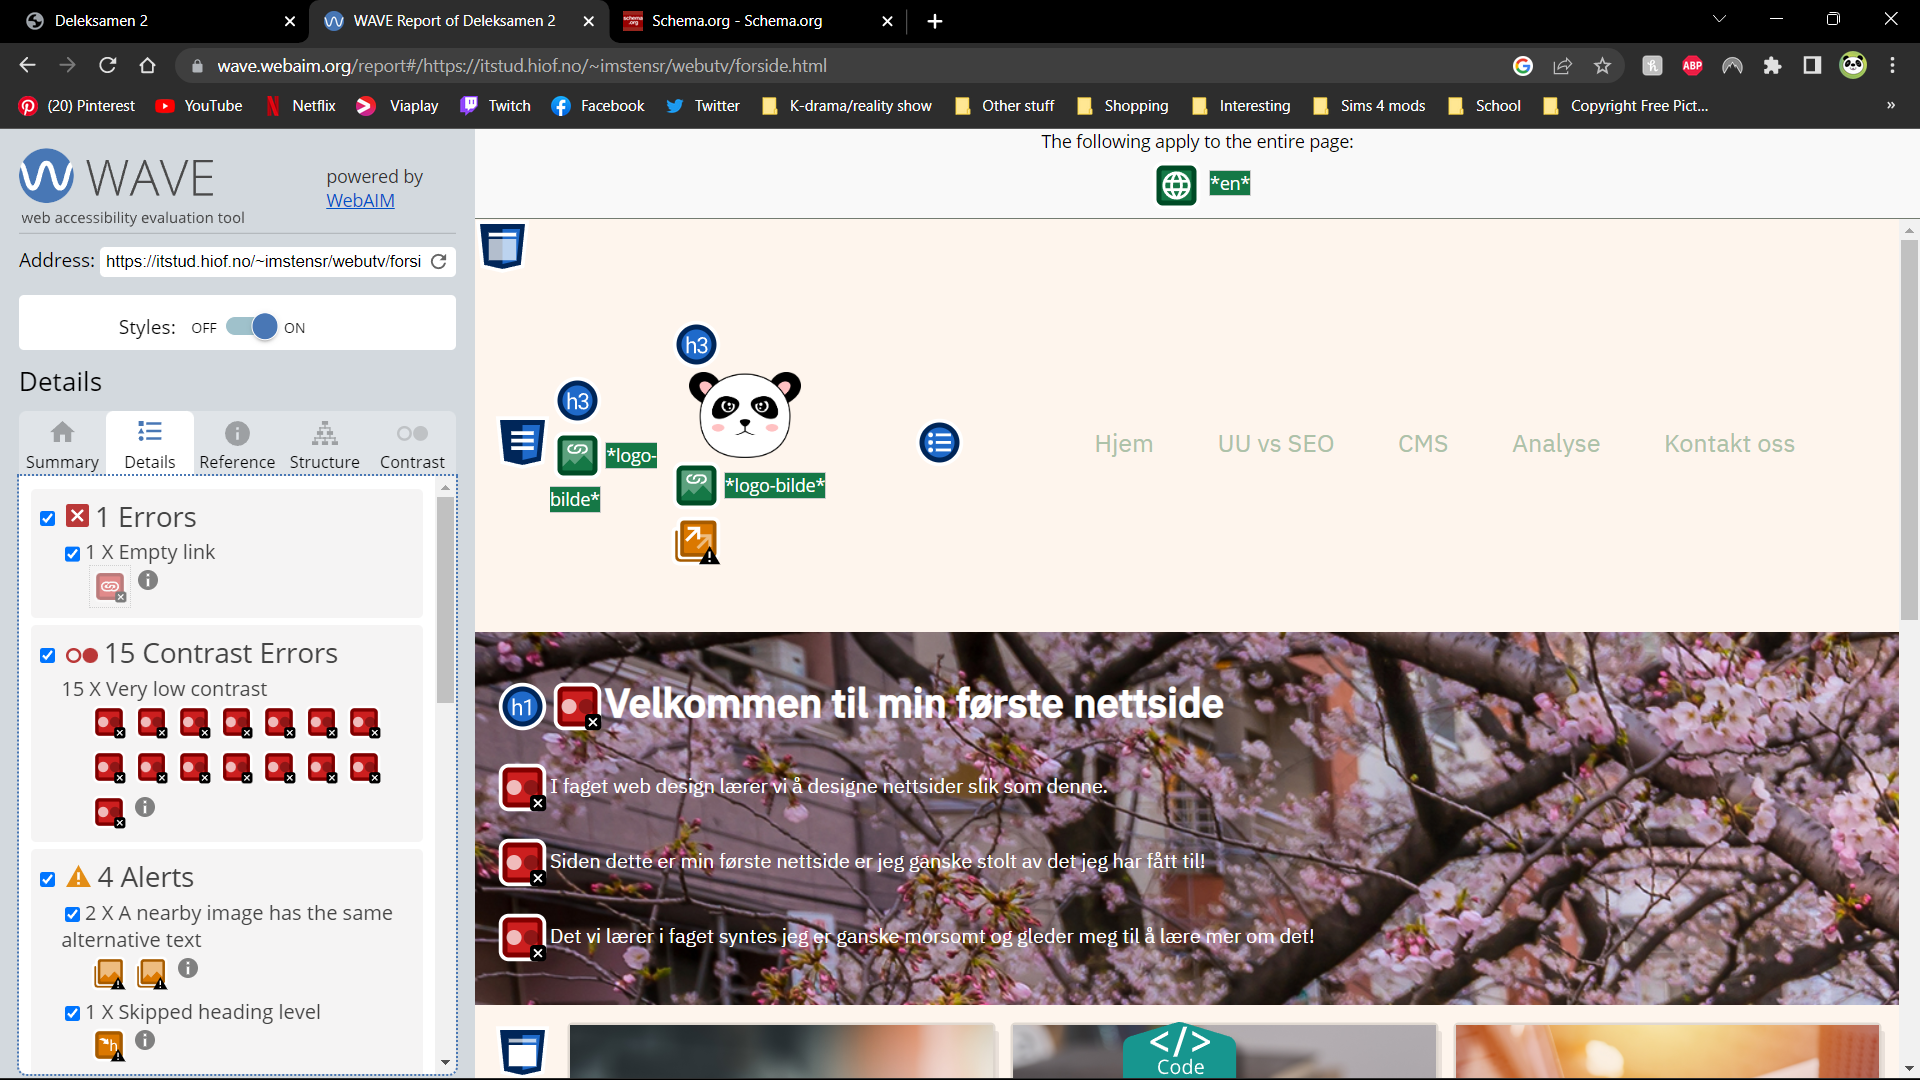 Deleksamen 2
WAVE Report of Deleksamen 2
Schema.org - Schema.org
wave.webaim.org/report#/https://itstud.hiof.no/~imstensr/webutv/forside.html
ABP
(20) Pinterest
YouTube
Netflix
Viaplay
Twitch
Facebook
Twitter
K-drama/reality show
Other stuff
Shopping
Interesting
Sims 4 mods
School
Copyright Free Pict...
»
WAVE
web accessibility evaluation tool
powered by
WebAIM
Address: https://itstud.hiof.no/~imstensr/webutv/forsi
Styles: OFF ON
Details
Summary
Details
Reference
Structure
Contrast
1 Errors
1 X Empty link
15 Contrast Errors
15 X Very low contrast
4 Alerts
2 X A nearby image has the same
alternative text
1 X Skipped heading level
h
The following apply to the entire page:
*en*
h3
h3
*logo-
bilde*
*logo-bilde*
Hjem
UU vs SEO
CMS
Analyse
Kontakt oss
h1 Velkommen til min første nettside
I faget web design lærer vi å designe nettsider slik som denne.
Siden dette er min første nettside er jeg ganske stolt av det jeg har fått til!
Det vi lærer i faget syntes jeg er ganske morsomt og gleder meg til å lære mer om det!
</>
Code